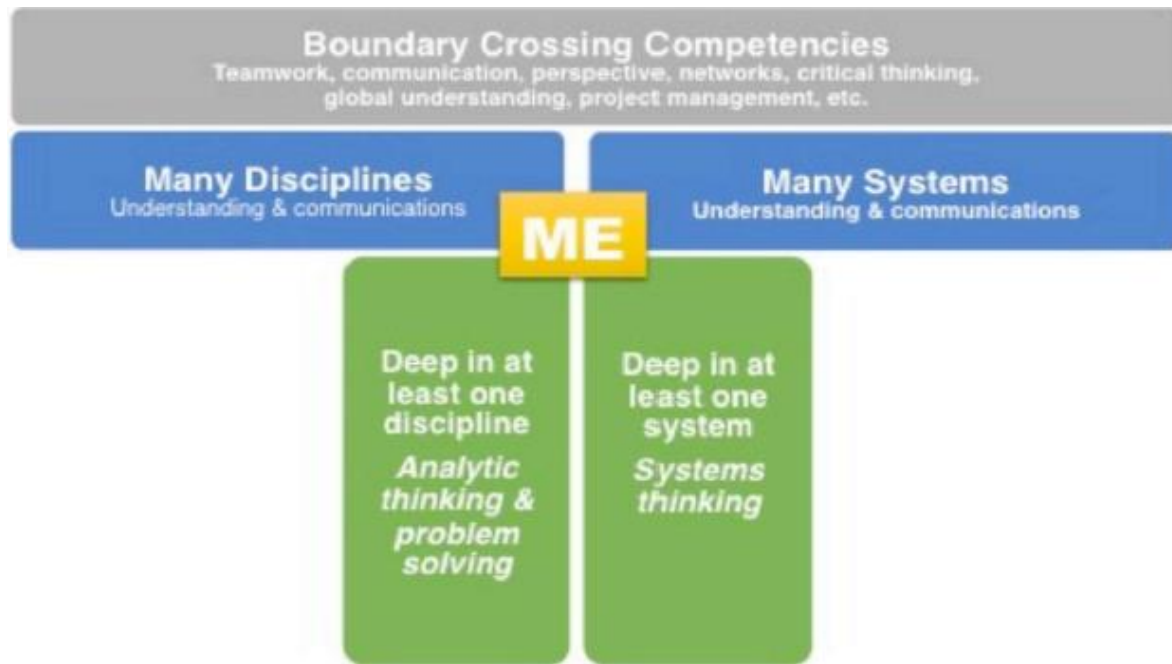 Boundary Crossing Competencies
Teamwork, communication, perspective, networks, critical thinking,
global understanding, project management, etc.
Many Disciplines
Understanding & communications
Many Systems
Understanding & communications
ME
Deep in at
least one
discipline
Analytic
thinking &
problem
solving
Deep in at
least one
system
Systems
thinking